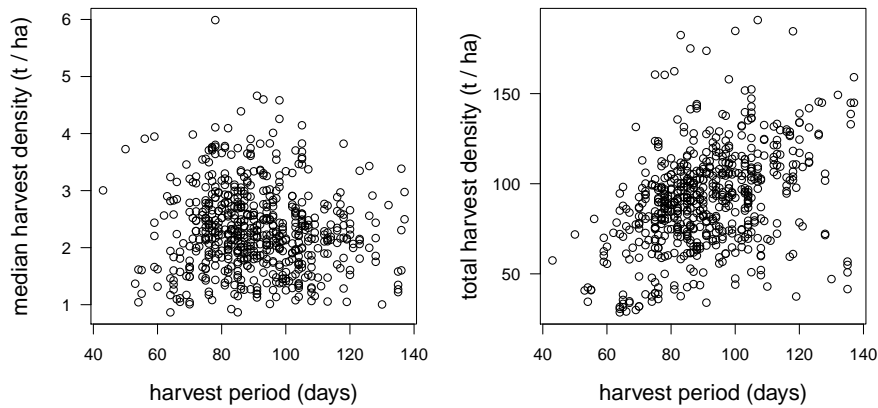 median harvest density (t / ha)
6
5
4
3
2
1
40 60 80 100 120 140
harvest period (days)
total harvest density (t / ha)
150
100
50
40 60 80 100 120 140
harvest period (days)